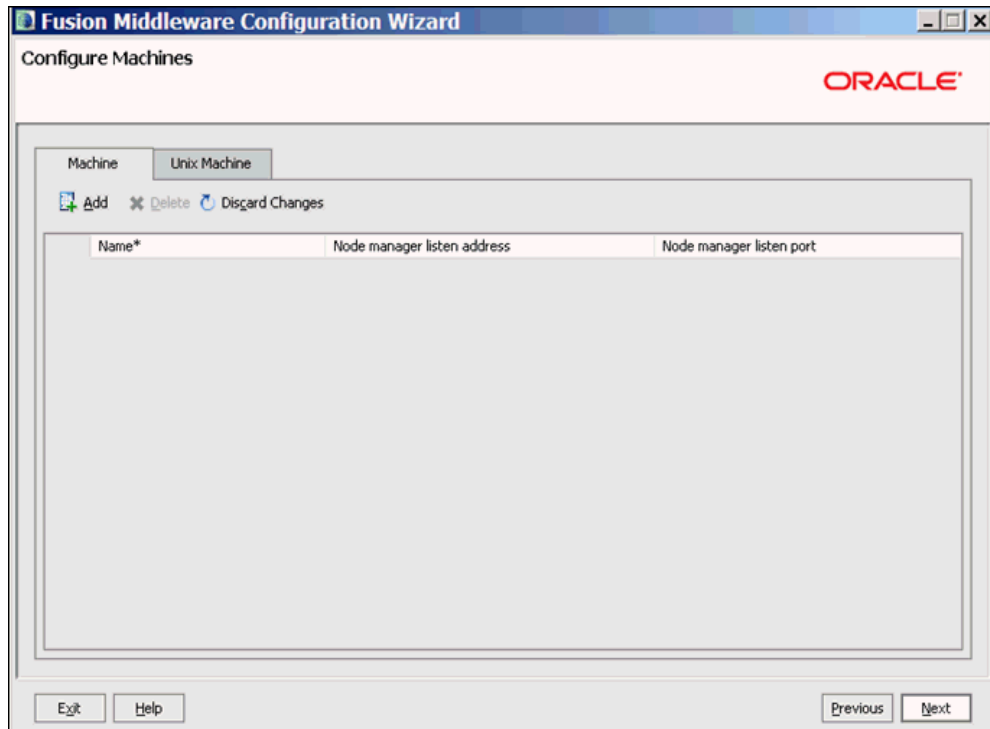 Fusion Middleware Configuration Wizard
Configure Machines
ORACLE
Machine Unix Machine
Add Delete Discard Changes
Name* Node manager listen address Node manager listen port
Exit Help Previous Next